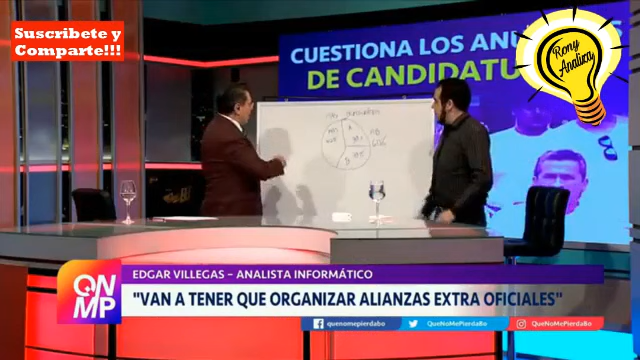 Suscribete y
Comparte!!!
CUESTIONA LOS
DE CANDIDATU
Rony
Analiza
EDGAR VILLEGAS – ANALISTA INFORMÁTICO
"VAN A TENER QUE ORGANIZAR ALIANZAS EXTRA OFICIALES"
QN
MP
quenomepierdabo
QueNoMePierdaBo
QueNoMePierdaBo